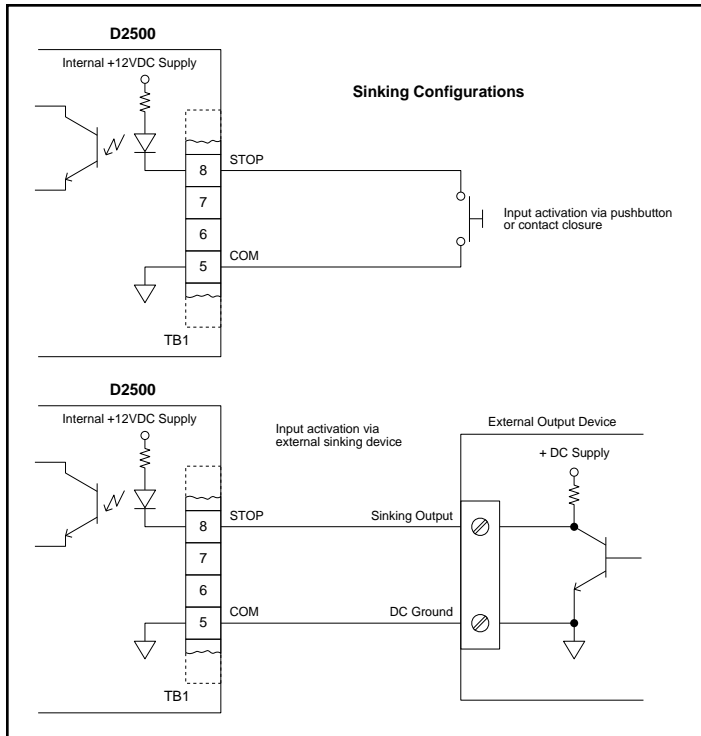 D2500
Internal +12VDC Supply
Sinking Configurations
8
STOP
7
6
5
COM
Input activation via pushbutton
or contact closure
TB1
D2500
Internal +12VDC Supply
Input activation via
external sinking device
External Output Device
+ DC Supply
8
STOP
Sinking Output
7
6
5
COM
DC Ground
TB1